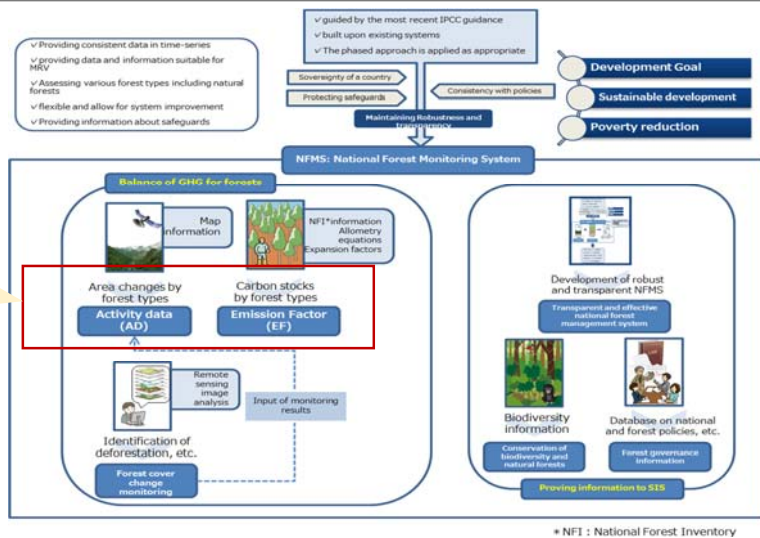 ✓Providing consistent data in time-series
✓providing data and information suitable for
MRV
✓Assessing various forest types including natural
forests
✓flexible and allow for system improvement
✓Providing information about safeguards
✓guided by the most recent IPCC guidance
✓built upon existing systems
✓The phased approach is applied as appropriate
Sovereignty of a country
Protecting safeguards
Consistency with policies
Maintaining Robustness and
transparency
Development Goal
Sustainable development
Poverty reduction
NFMS: National Forest Monitoring System
Balance of GHG for forests
Map
information
NFI*information
Allometry
equations
Expansion factors
Area changes by
forest types
Activity data
(AD)
Carbon stocks
by forest types
Emission Factor
(EF)
Remote
sensing
image
analysis
Input of monitoring
results
Identification of
deforestation, etc.
Forest cover
change
monitoring
Development of robust
and transparent NFMS
Transparent and effective
national forest
management system
Biodiversity
information
Conservation of
biodiversity and
natural forests
Database on national
and forest policies, etc.
Forest governance
information
Proving information to SIS
* NFI : National Forest Inventory